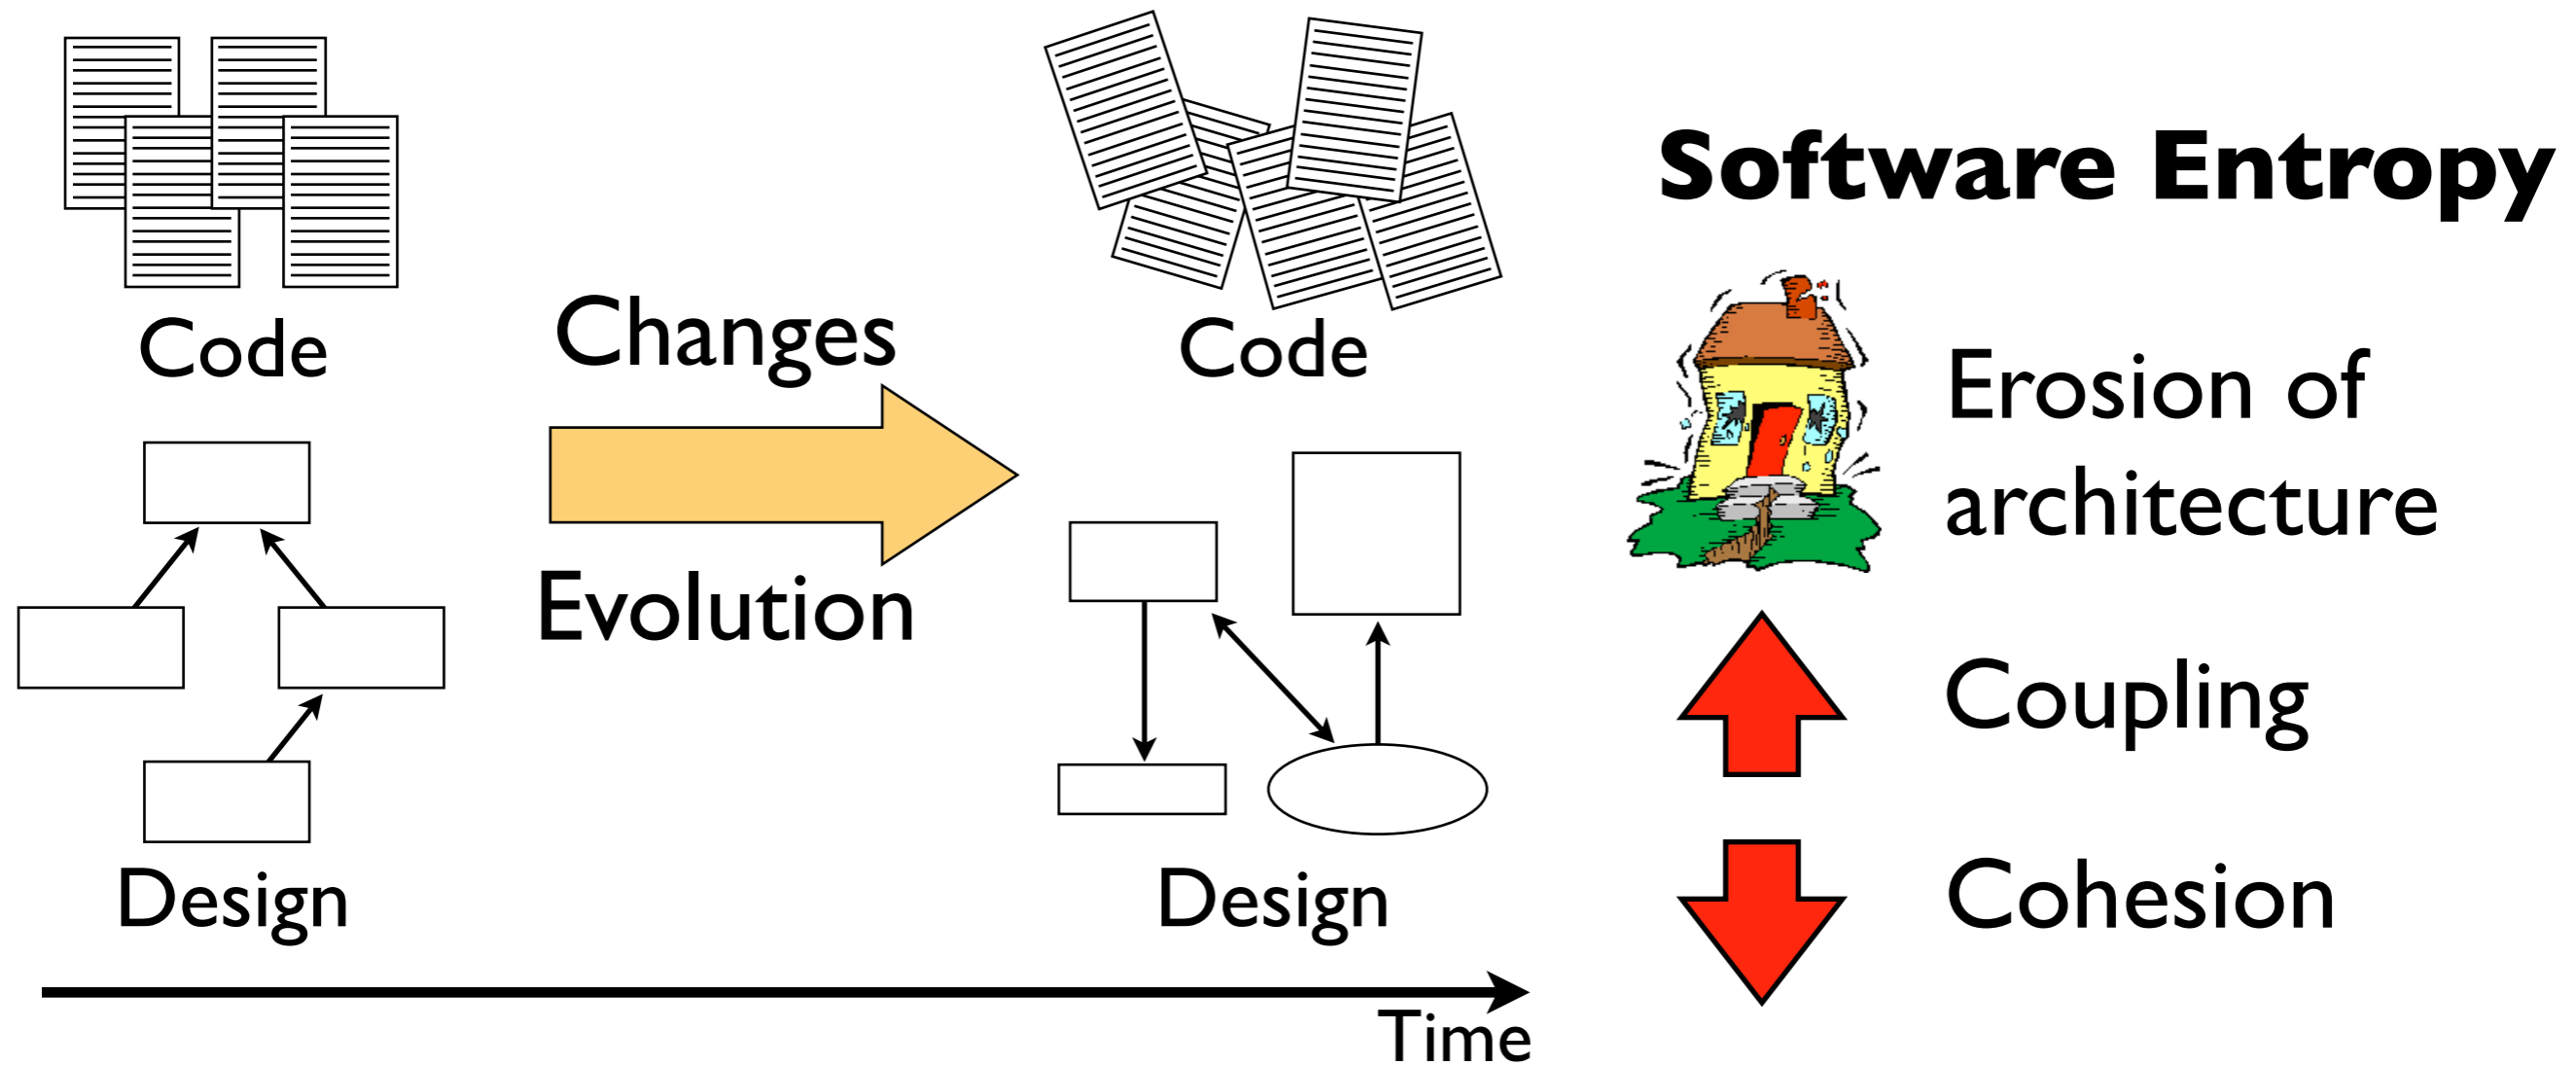 Code
Design
Changes
Evolution
Code
Design
Time
Software Entropy
Erosion of
architecture
Coupling
Cohesion